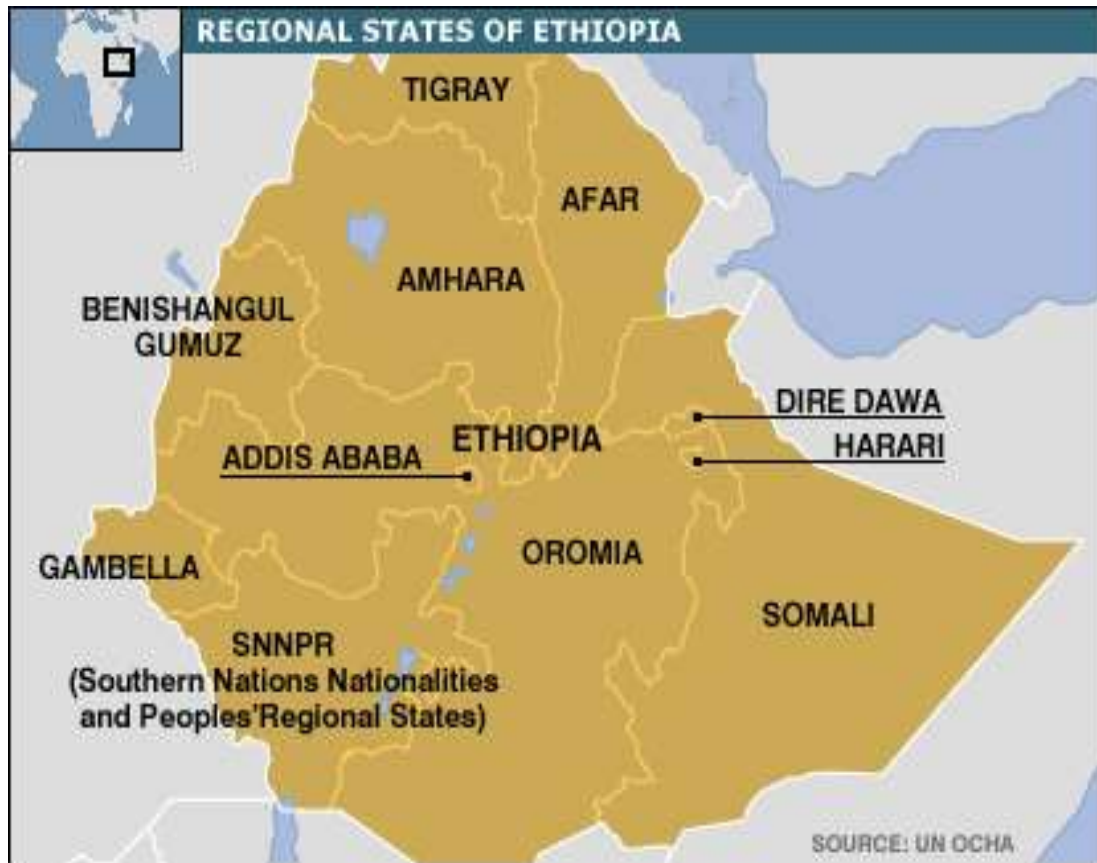 REGIONAL STATES OF ETHIOPIA
TIGRAY
AFAR
AMHARA
BENISHANGUL
GUMUZ
DIRE DAWA
ETHIOPIA
HARARI
ADDIS ABABA
OROMIA
GAMBELLA
SOMALI
SNNPR
(Southern Nations Nationalities
and Peoples'Regional States)
SOURCE: UN OCHA